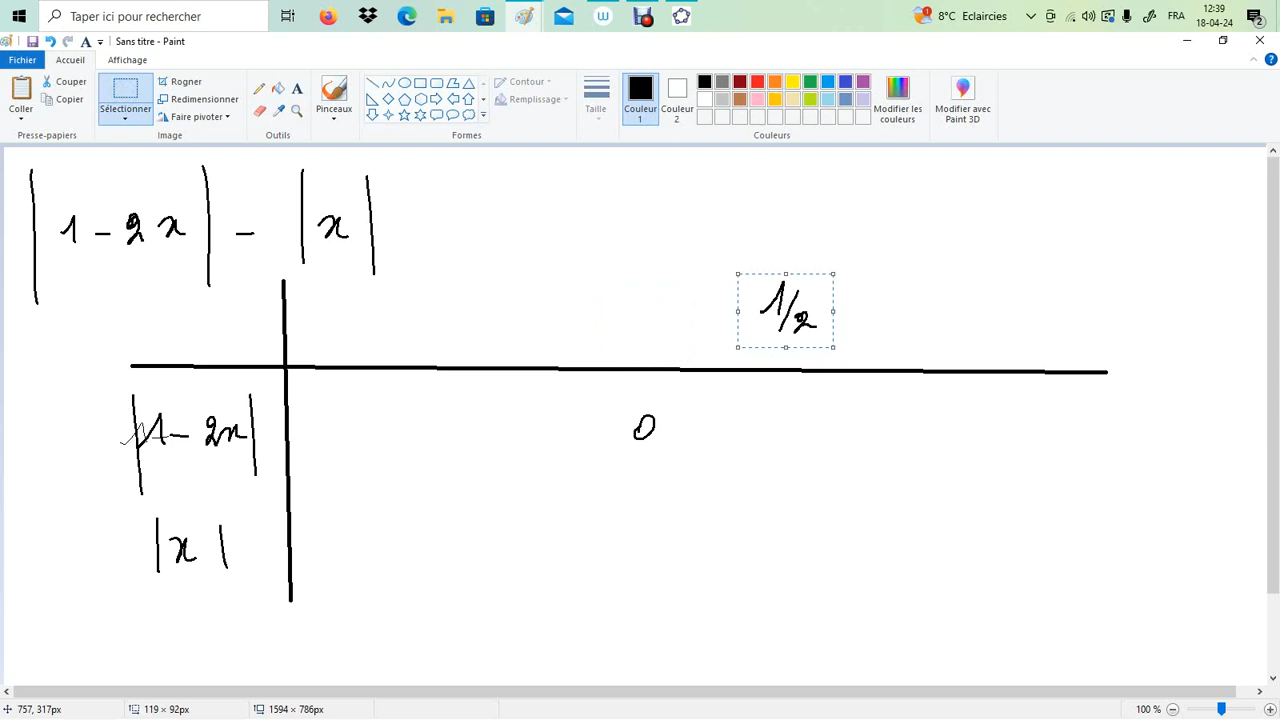 Taper ici pour rechercher
8°C Eclaircies
FRA
12:39
18-04-24
2
Sans titre - Paint
Fichier
Accueil
Affichage
Coller
Couper
Copier
Presse-papiers
Sélectionner
Rogner
Redimensionner
Faire pivoter
Image
Outils
Pinceaux
Formes
Contour
Remplissage
Taille
Couleur 1
Couleur 2
Couleurs
Modifier les couleurs
Modifier avec Paint 3D
|1 - 2x| - |x|
1/2
|1 - 2x| 0
|x|
757, 317px
119 × 92px
1594 × 786px
100 %